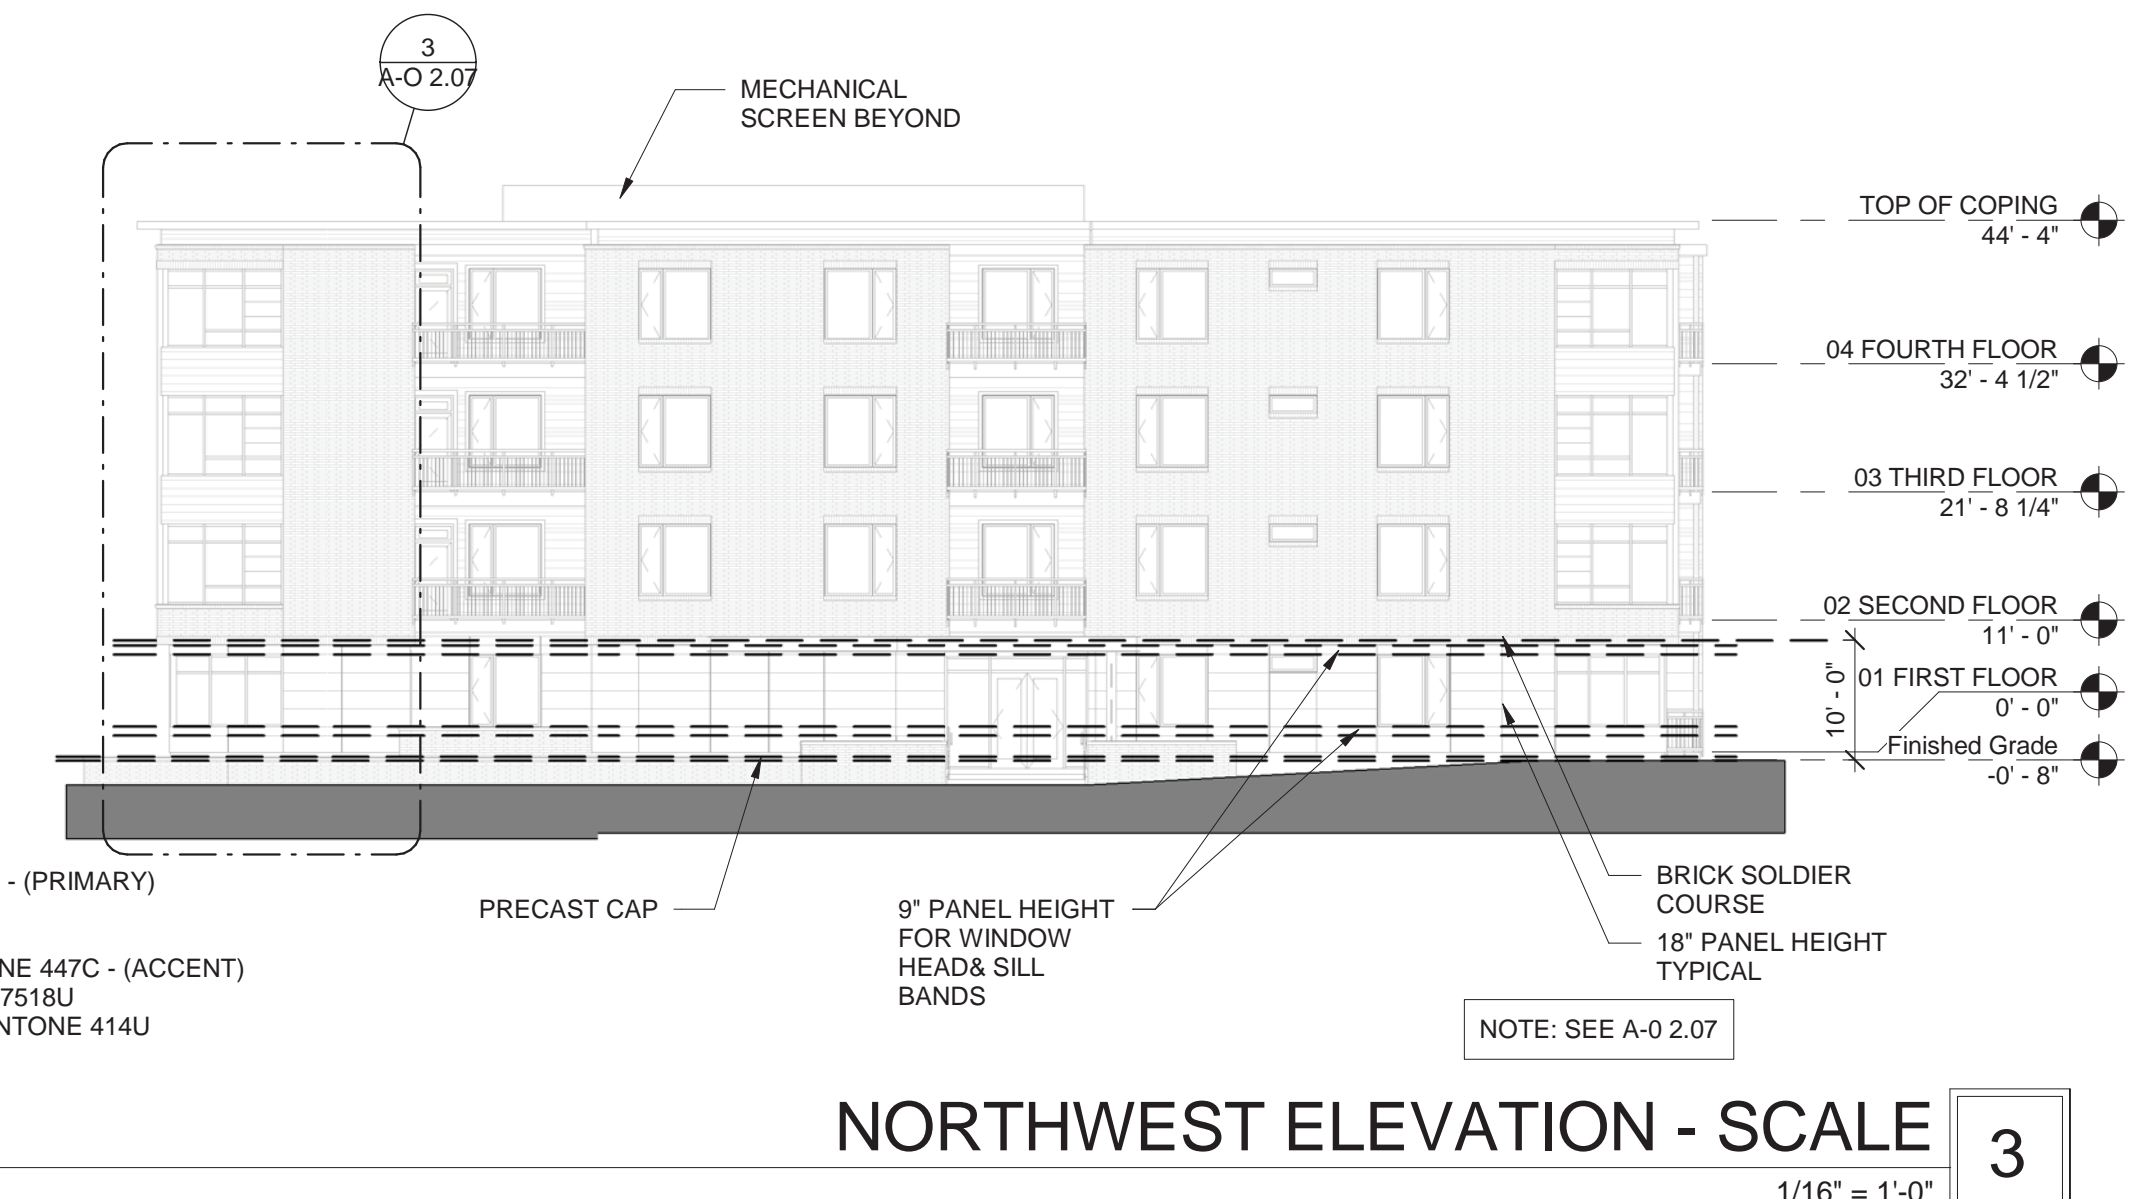 3
A-O 2.07
MECHANICAL
SCREEN BEYOND
TOP OF COPING
44' - 4"
04 FOURTH FLOOR
32' - 4 1/2"
03 THIRD FLOOR
21' - 8 1/4"
02 SECOND FLOOR
11' - 0"
10' - 0"
01 FIRST FLOOR
0' - 0"
Finished Grade
-0' - 8"
- (PRIMARY)
NE 447C - (ACCENT)
7518U
NTONE 414U
PRECAST CAP
9" PANEL HEIGHT
FOR WINDOW
HEAD& SILL
BANDS
BRICK SOLDIER
COURSE
18" PANEL HEIGHT
TYPICAL
NOTE: SEE A-0 2.07
NORTHWEST ELEVATION - SCALE
3
1/16" = 1'-0"